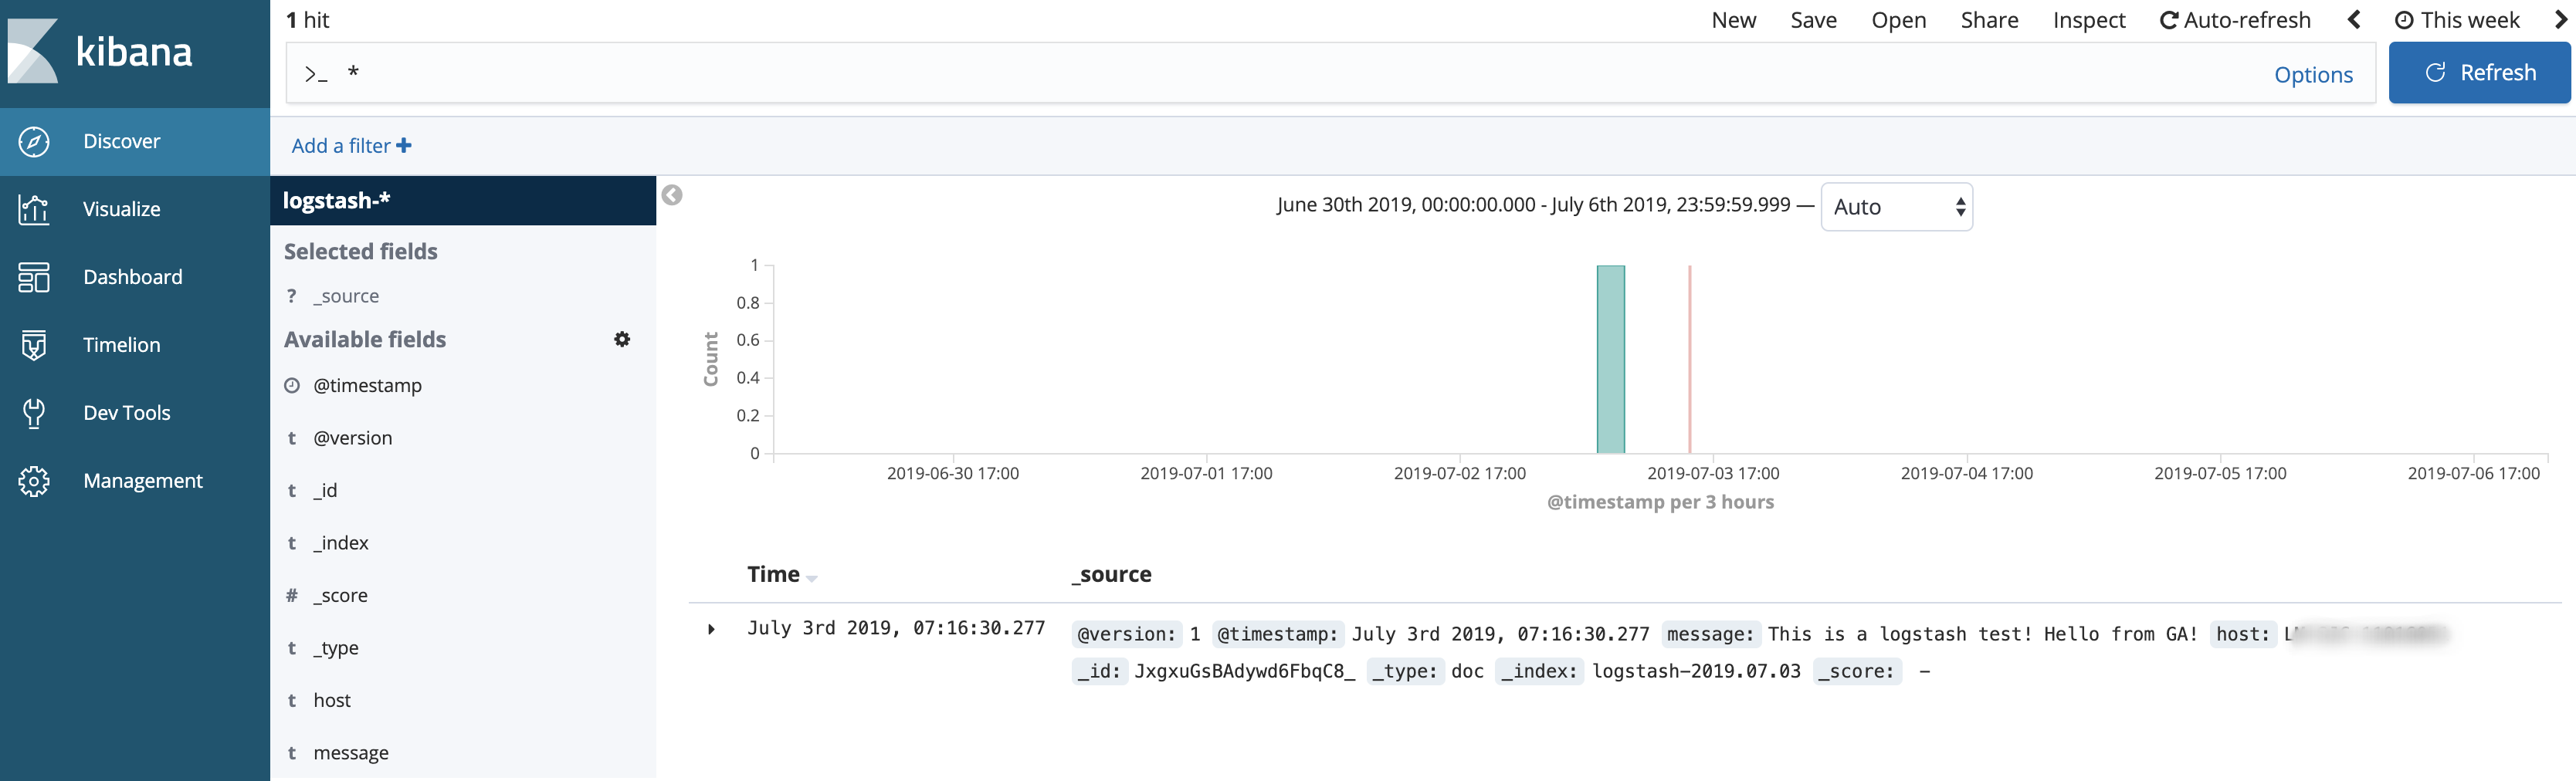 kibana
Discover
Visualize
Dashboard
Timelion
Dev Tools
Management
1 hit
New Save Open Share Inspect Auto-refresh This week
>_ *
Options
Refresh
Add a filter
logstash-*
Selected fields
? _source
Available fields
@timestamp
t @version
t _id
t _index
# _score
t _type
t host
t message
June 30th 2019, 00:00:00.000 - July 6th 2019, 23:59:59.999 — Auto
Count
1
0.8
0.6
0.4
0.2
0
2019-06-30 17:00 2019-07-01 17:00 2019-07-02 17:00 2019-07-03 17:00 2019-07-04 17:00 2019-07-05 17:00 2019-07-06 17:00
@timestamp per 3 hours
Time _source
July 3rd 2019, 07:16:30.277 @version: 1 @timestamp: July 3rd 2019, 07:16:30.277 message: This is a logstash test! Hello from GA! host:
_id: JxgxuGsBAdywd6FbqC8_ _type: doc _index: logstash-2019.07.03 _score: -